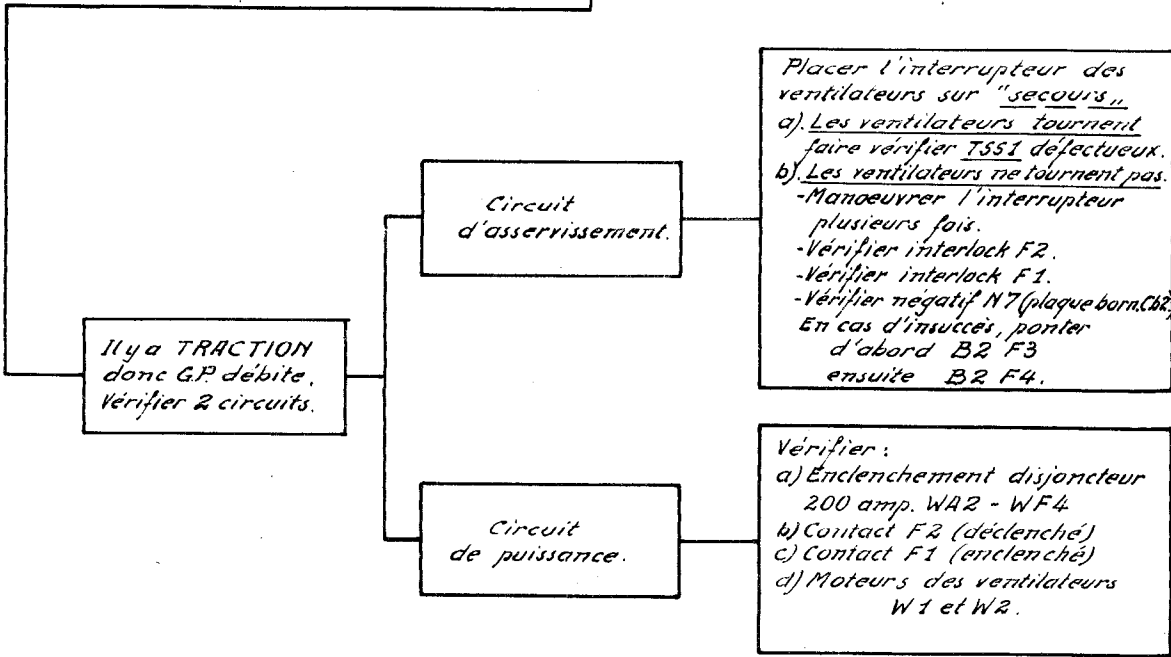 Placer l'interrupteur des
ventilateurs sur "secours"
a). Les ventilateurs tournent
faire vérifier TSS1 défectueux.
b). Les ventilateurs ne tournent pas.
-Manoeuvrer l'interrupteur
plusieurs fois.
-Vérifier interlock F2.
-Vérifier interlock F1.
-Vérifier négatif N7 (plaque born. Cb2)
En cas d'insuccès, ponter
d'abord B2 F3
ensuite B2 F4.
Circuit
d'asservissement.
Il y a TRACTION
donc G.P. débite.
Vérifier 2 circuits.
Circuit
de puissance.
Vérifier :
a) Enclenchement disjoncteur
200 amp. WA2 - WF4
b) Contact F2 (déclenché)
c) Contact F1 (enclenché)
d) Moteurs des ventilateurs
W1 et W2.